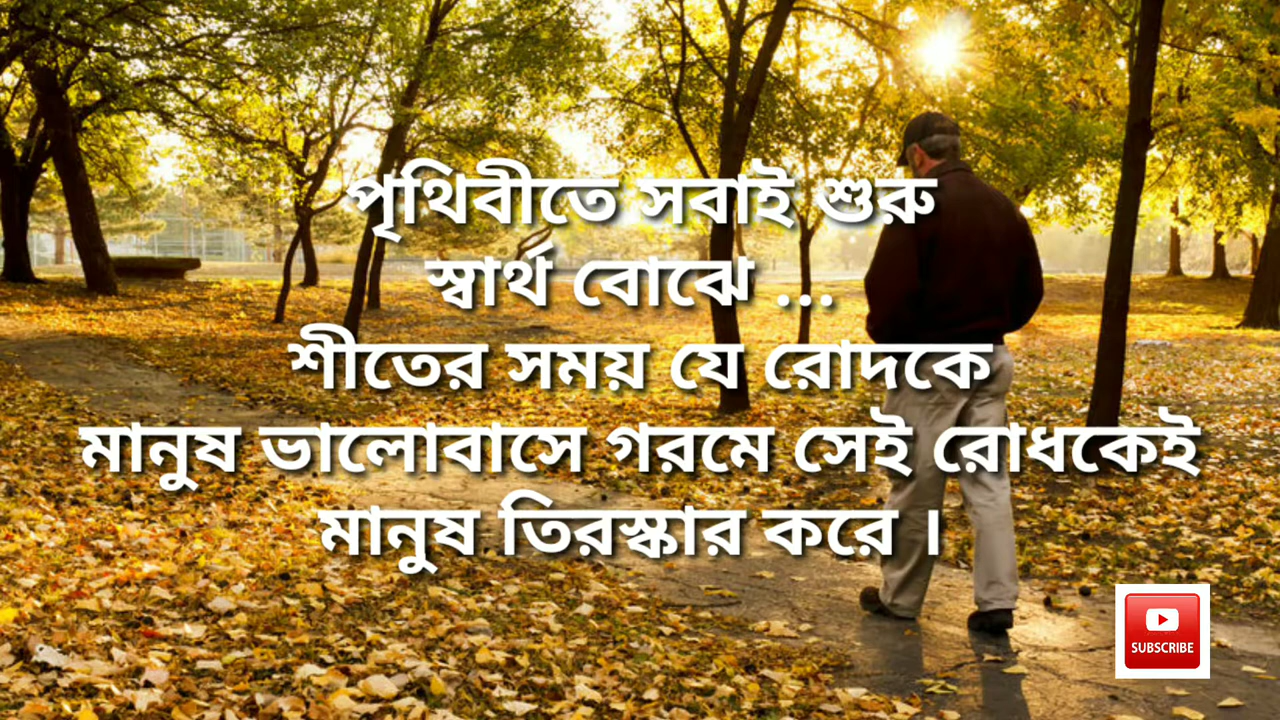 পৃথিবীতে সবাই শুরু
স্বার্থ বোঝে ...
শীতের সময় যে রোদকে
মানুষ ভালোবাসে গরমে সেই রোধকেই
মানুষ তিরস্কার করে ।
SUBSCRIBE